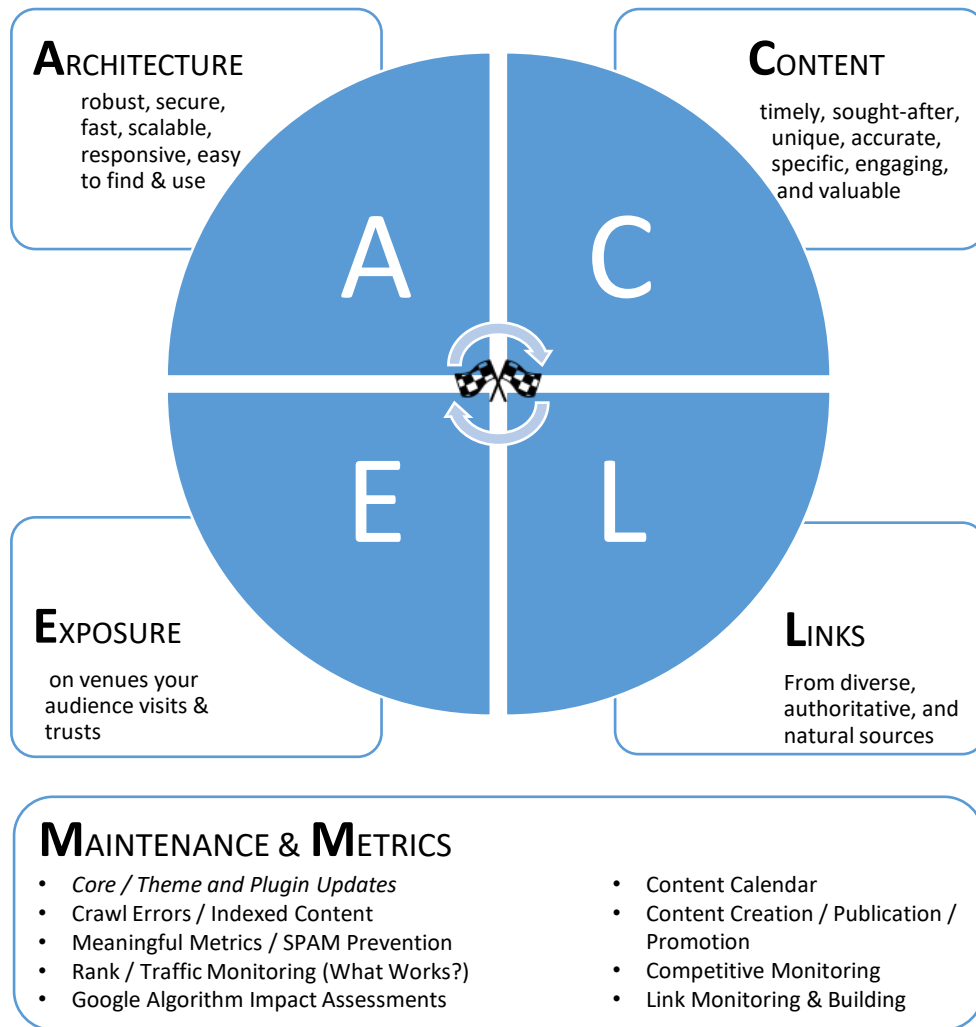 ARCHITECTURE
robust, secure,
fast, scalable,
responsive, easy
to find & use
CONTENT
timely, sought-after,
unique, accurate,
specific, engaging,
and valuable
A
C
E
L
EXPOSURE
on venues your
audience visits &
trusts
LINKS
From diverse,
authoritative, and
natural sources
MAINTENANCE & METRICS
• Core / Theme and Plugin Updates
• Crawl Errors / Indexed Content
• Meaningful Metrics / SPAM Prevention
• Rank / Traffic Monitoring (What Works?)
• Google Algorithm Impact Assessments
• Content Calendar
• Content Creation / Publication /
Promotion
• Competitive Monitoring
• Link Monitoring & Building